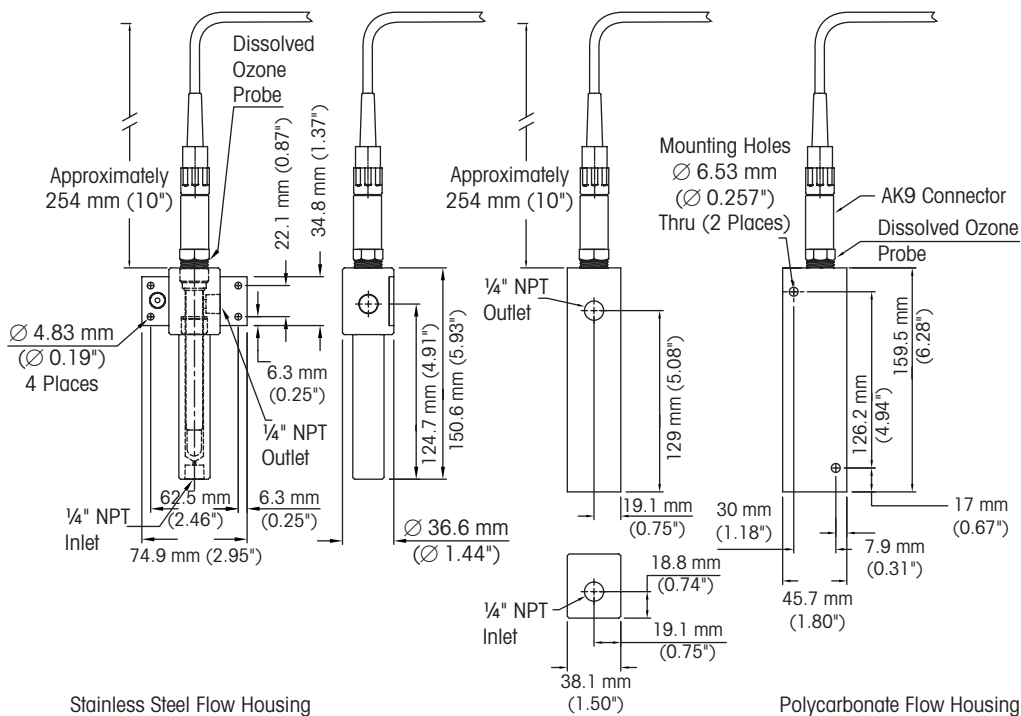 Dissolved
Ozone
Probe
Approximately
254 mm (10")
22.1 mm (0.87")
34.8 mm (1.37")
Ø 4.83 mm
(Ø 0.19")
4 Places
6.3 mm
(0.25")
¼" NPT
Outlet
62.5 mm
(2.46")
6.3 mm
(0.25")
¼" NPT
Inlet
74.9 mm (2.95")
124.7 mm (4.91")
150.6 mm (5.93")
Ø 36.6 mm
(Ø 1.44")
Stainless Steel Flow Housing
Approximately
254 mm (10")
¼" NPT
Outlet
129 mm (5.08")
19.1 mm
(0.75")
18.8 mm
(0.74")
¼" NPT
Inlet
19.1 mm
(0.75")
38.1 mm
(1.50")
Mounting Holes
Ø 6.53 mm
(Ø 0.257")
Thru (2 Places)
AK9 Connector
Dissolved Ozone
Probe
159.5 mm
(6.28")
126.2 mm
(4.94")
30 mm
(1.18")
17 mm
(0.67")
7.9 mm
(0.31")
45.7 mm
(1.80")
Polycarbonate Flow Housing